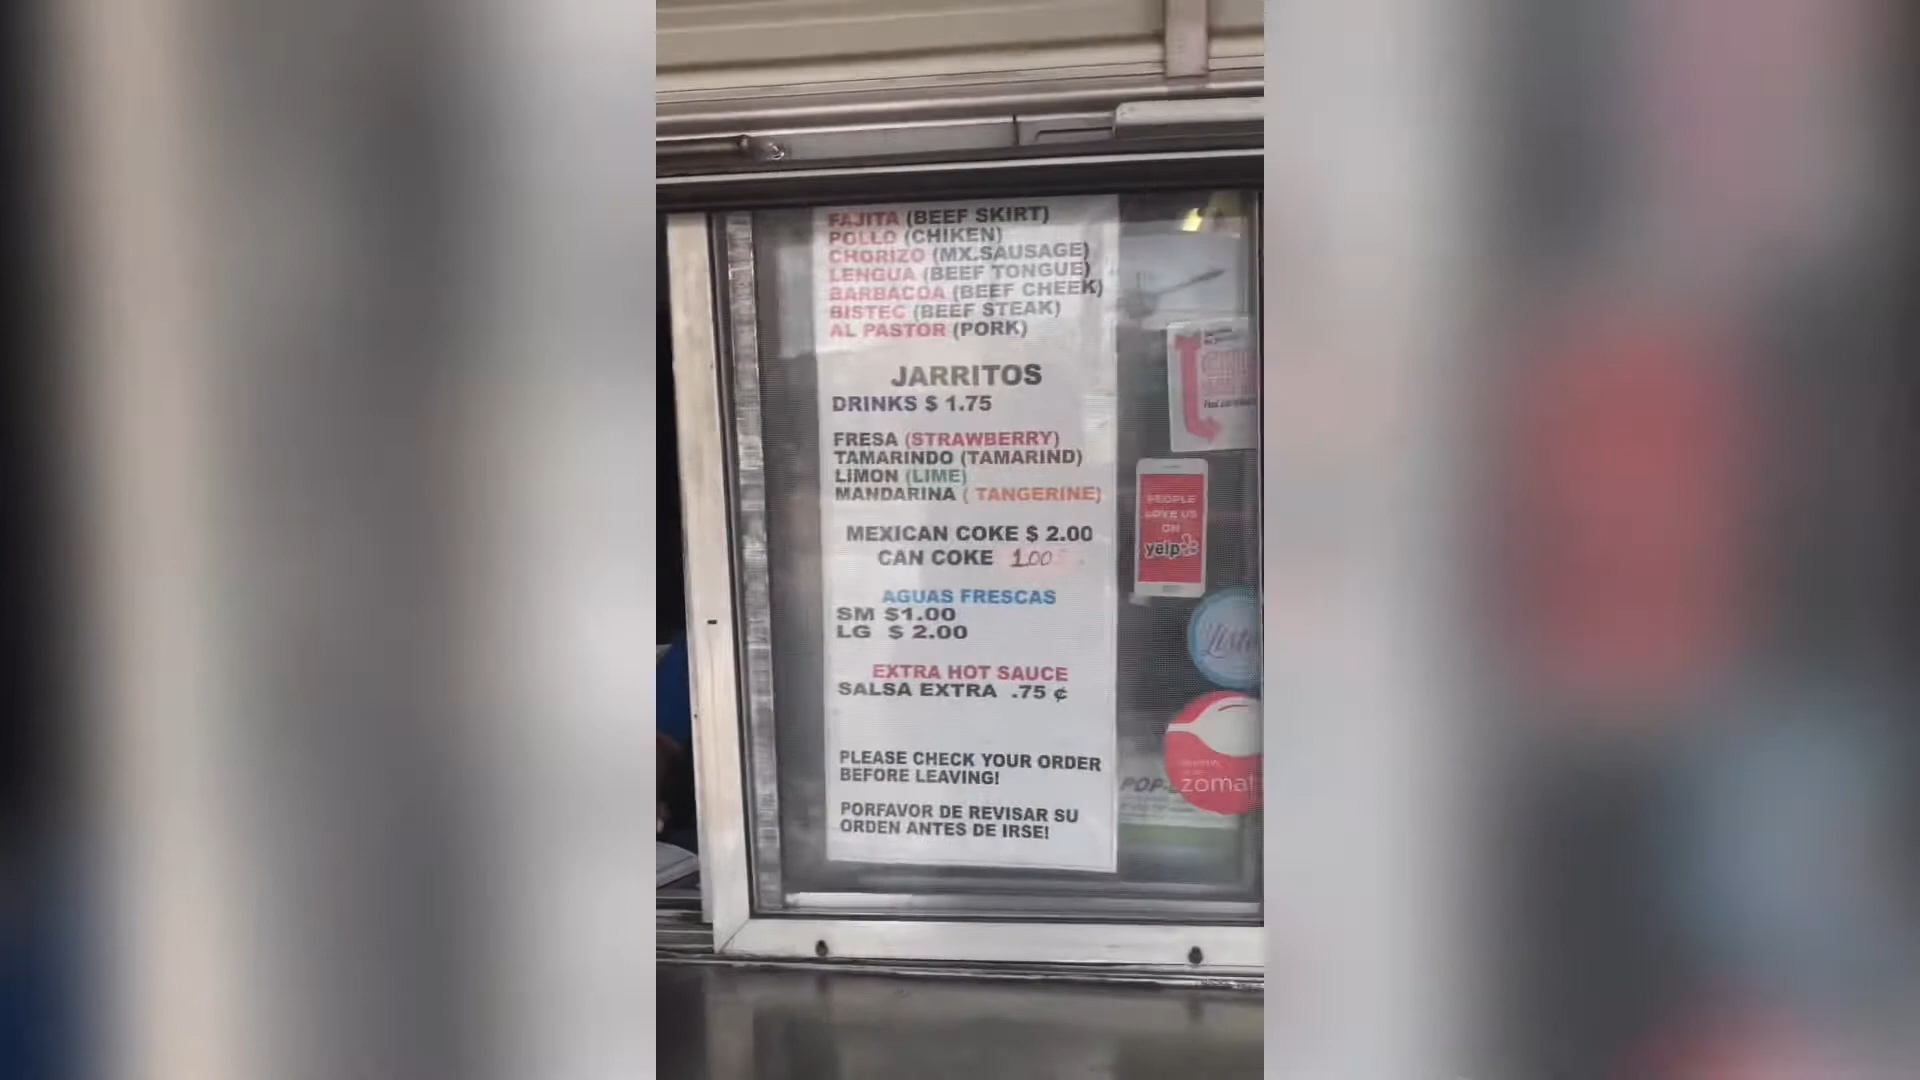 FAJITA (BEEF SKIRT)
POLLO (CHIKEN)
CHORIZO (MX.SAUSAGE)
LENGUA (BEEF TONGUE)
BARBACOA (BEEF CHEEK)
BISTEC (BEEF STEAK)
AL PASTOR (PORK)
JARRITOS
DRINKS $ 1.75
FRESA (STRAWBERRY)
TAMARINDO (TAMARIND)
LIMON (LIME)
MANDARINA ( TANGERINE)
MEXICAN COKE $ 2.00
CAN COKE 1.00
AGUAS FRESCAS
SM $1.00
LG $ 2.00
EXTRA HOT SAUCE
SALSA EXTRA .75 ¢
PLEASE CHECK YOUR ORDER
BEFORE LEAVING!
PORFAVOR DE REVISAR SU
ORDEN ANTES DE IRSE!
PEOPLE
LOVE US
ON
yelp
POP-
zomat